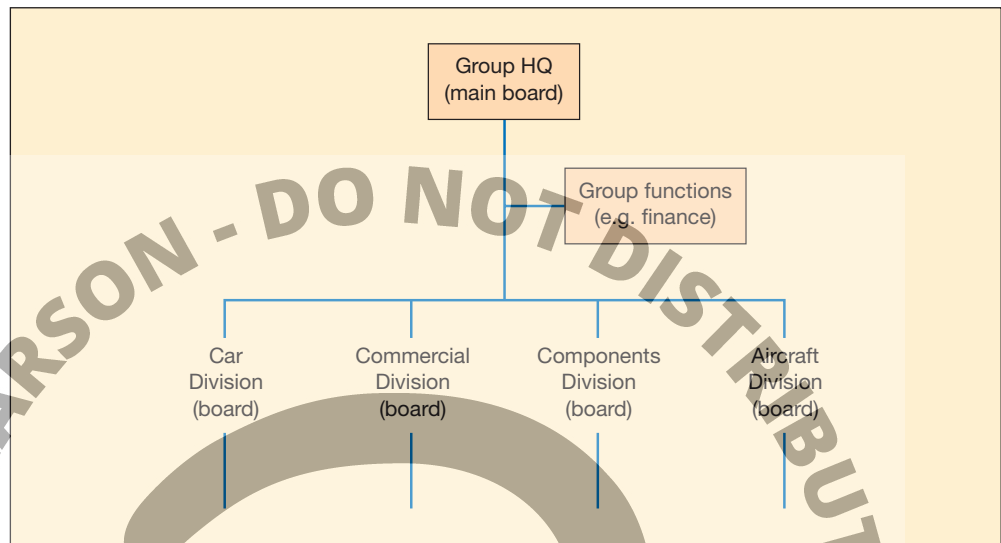 Group HQ
(main board)
Group functions
(e.g. finance)
Car
Division
(board)
Commercial
Division
(board)
Components
Division
(board)
Aircraft
Division
(board)
ARSON - DO NOT DISTRIBUT